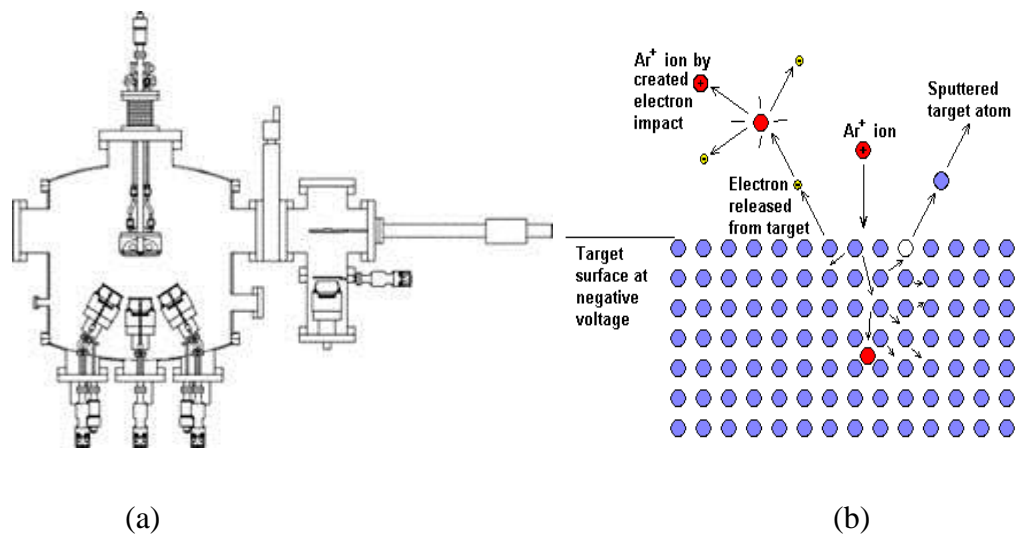 Ar+ ion by
created
electron
impact
Ar+ ion
Sputtered
target atom
Electron
released
from target
Target
surface at
negative
voltage
(a)
(b)